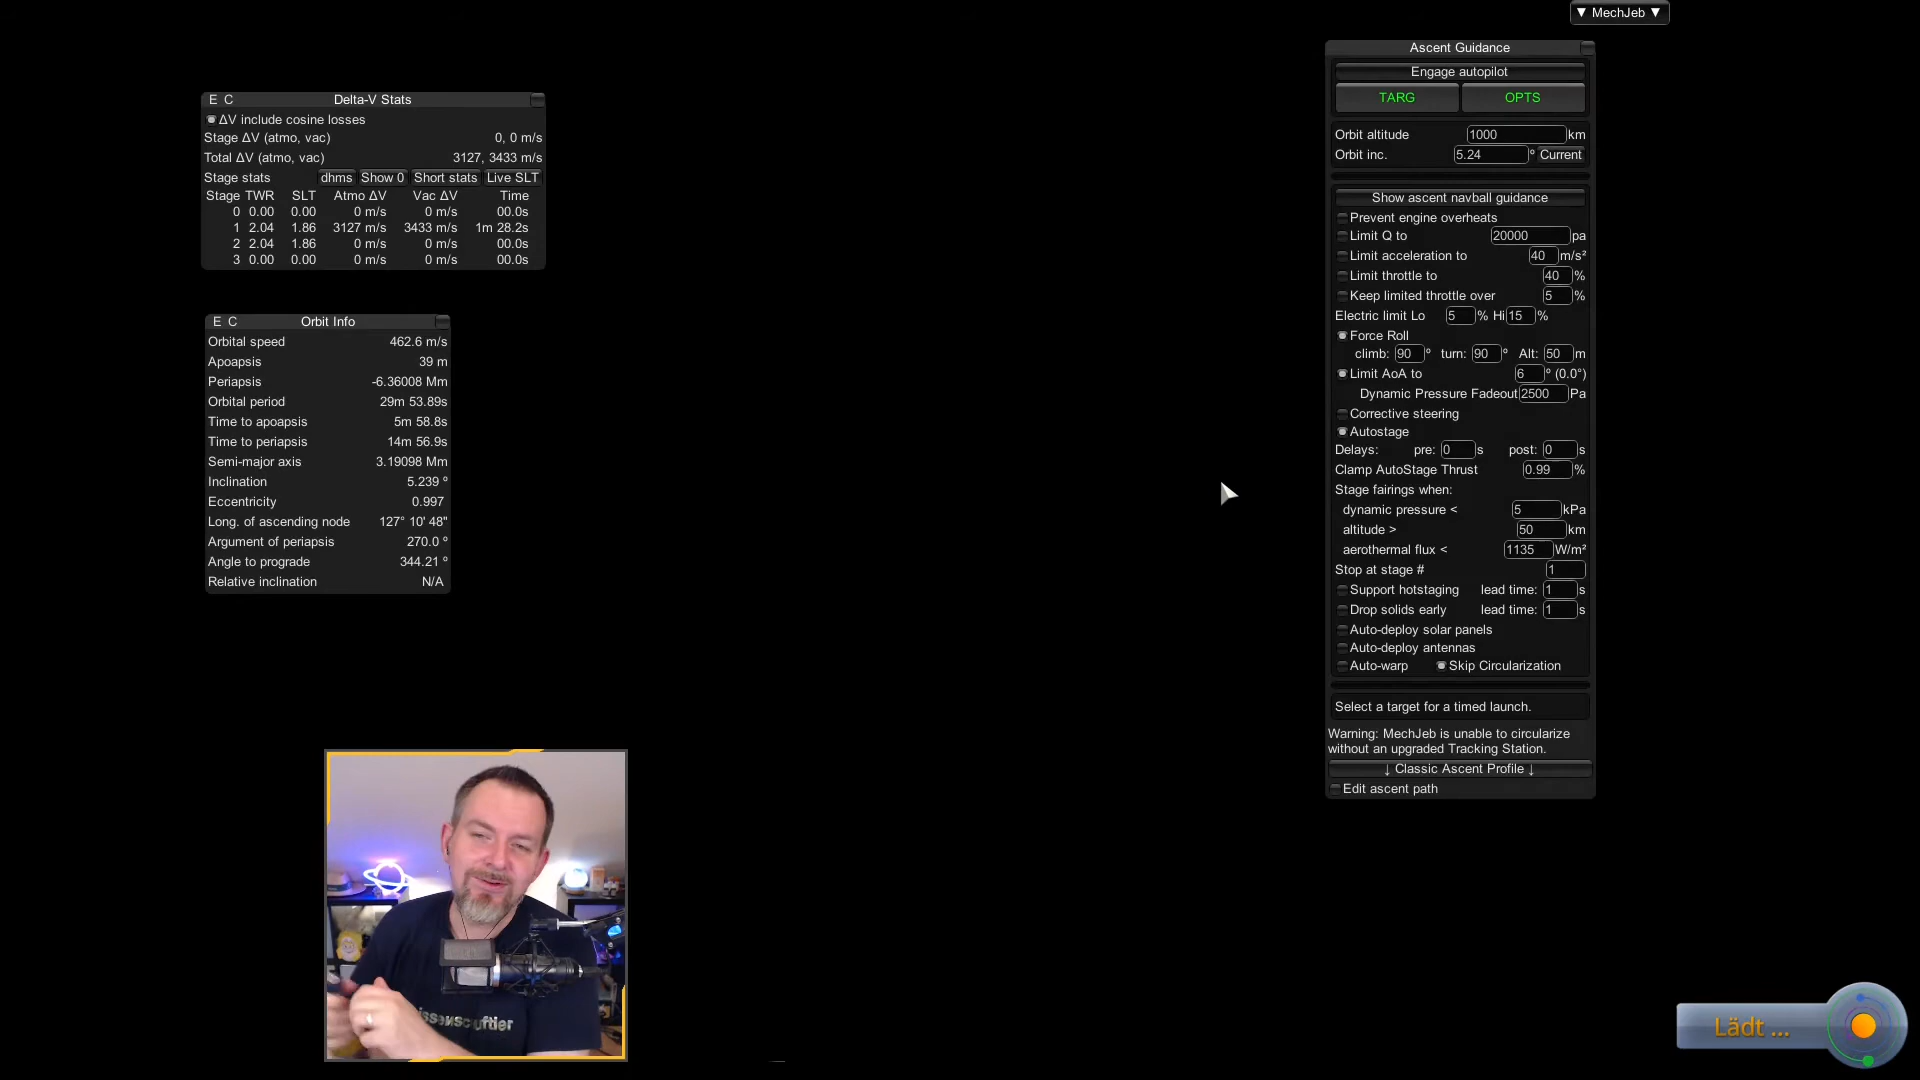 ▼ MechJeb ▼
E C Delta-V Stats
ΔV include cosine losses
Stage ΔV (atmo, vac) 0, 0 m/s
Total ΔV (atmo, vac) 3127, 3433 m/s
Stage stats dhms Show 0 Short stats Live SLT
Stage TWR SLT Atmo ΔV Vac ΔV Time
0 0.00 0.00 0 m/s 0 m/s 00.0s
1 2.04 1.86 3127 m/s 3433 m/s 1m 28.2s
2 2.04 1.86 0 m/s 0 m/s 00.0s
3 0.00 0.00 0 m/s 0 m/s 00.0s
E C Orbit Info
Orbital speed 462.6 m/s
Apoapsis 39 m
Periapsis -6.36008 Mm
Orbital period 29m 53.89s
Time to apoapsis 5m 58.8s
Time to periapsis 14m 56.9s
Semi-major axis 3.19098 Mm
Inclination 5.239 º
Eccentricity 0.997
Long. of ascending node 127° 10' 48"
Argument of periapsis 270.0 º
Angle to prograde 344.21 º
Relative inclination N/A
Ascent Guidance
Engage autopilot
TARG OPTS
Orbit altitude 1000 km
Orbit inc. 5.24 º Current
Show ascent navball guidance
Prevent engine overheats
Limit Q to 20000 pa
Limit acceleration to 40 m/s²
Limit throttle to 40 %
Keep limited throttle over 5 %
Electric limit Lo 5 % Hi 15 %
Force Roll
climb: 90 º turn: 90 º Alt: 50 m
Limit AoA to 6 º (0.0°)
Dynamic Pressure Fadeout 2500 Pa
Corrective steering
Autostage
Delays: pre: 0 s post: 0 s
Clamp AutoStage Thrust 0.99 %
Stage fairings when:
dynamic pressure < 5 kPa
altitude > 50 km
aerothermal flux < 1135 W/m²
Stop at stage # 1
Support hotstaging lead time: 1 s
Drop solids early lead time: 1 s
Auto-deploy solar panels
Auto-deploy antennas
Auto-warp Skip Circularization
Select a target for a timed launch.
Warning: MechJeb is unable to circularize
without an upgraded Tracking Station.
↓ Classic Ascent Profile ↓
Edit ascent path
Lädt ...